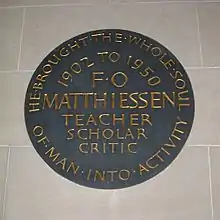 HE·BROUGHT·THE·WHOLE·SOUL
OF·MAN·INTO·ACTIVITY
1902 TO 1950
F·O
MATTHIESSEN
TEACHER
SCHOLAR
CRITIC